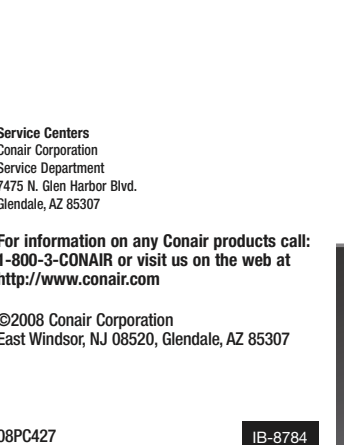 Service Centers
Conair Corporation
Service Department
7475 N. Glen Harbor Blvd.
Glendale, AZ 85307
For information on any Conair products call:
1-800-3-CONAIR or visit us on the web at
http://www.conair.com
©2008 Conair Corporation
East Windsor, NJ 08520, Glendale, AZ 85307
08PC427
IB-8784